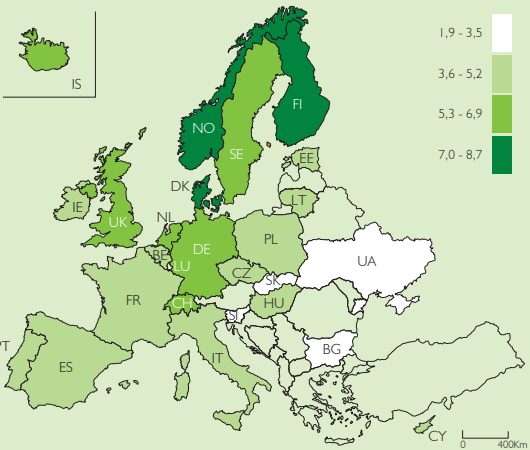 1,9 - 3,5
3,6 - 5,2
5,3 - 6,9
7,0 - 8,7
IS
NO
FI
SE
EE
DK
LT
IE
UK
NL
BE
DE
PL
LU
CZ
SK
UA
FR
CH
HU
SI
IT
BG
PT
ES
CY
0 400Km